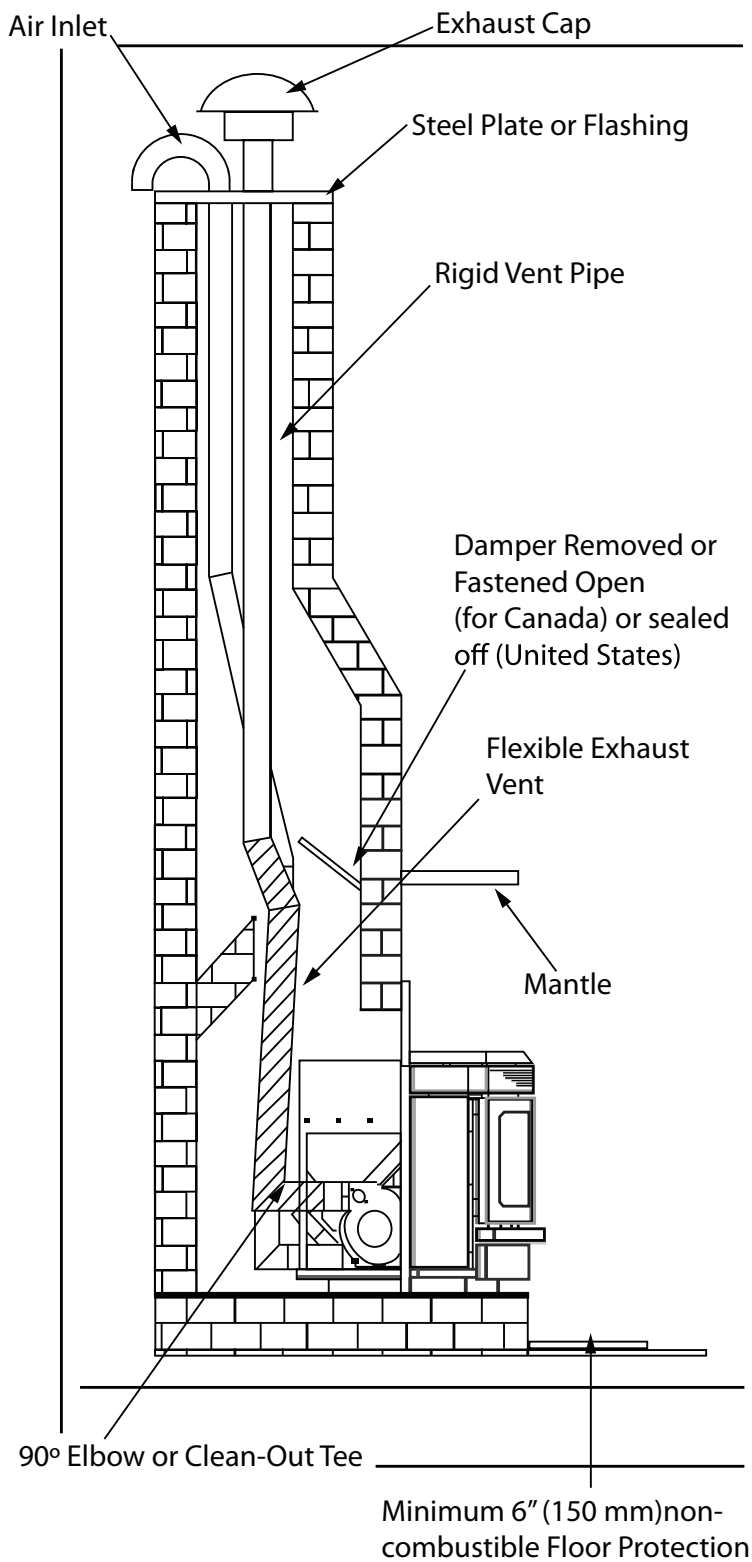 Air Inlet
Exhaust Cap
Steel Plate or Flashing
Rigid Vent Pipe
Damper Removed or
Fastened Open
(for Canada) or sealed
off (United States)
Flexible Exhaust
Vent
Mantle
90º Elbow or Clean-Out Tee
Minimum 6” (150 mm)non-
combustible Floor Protection